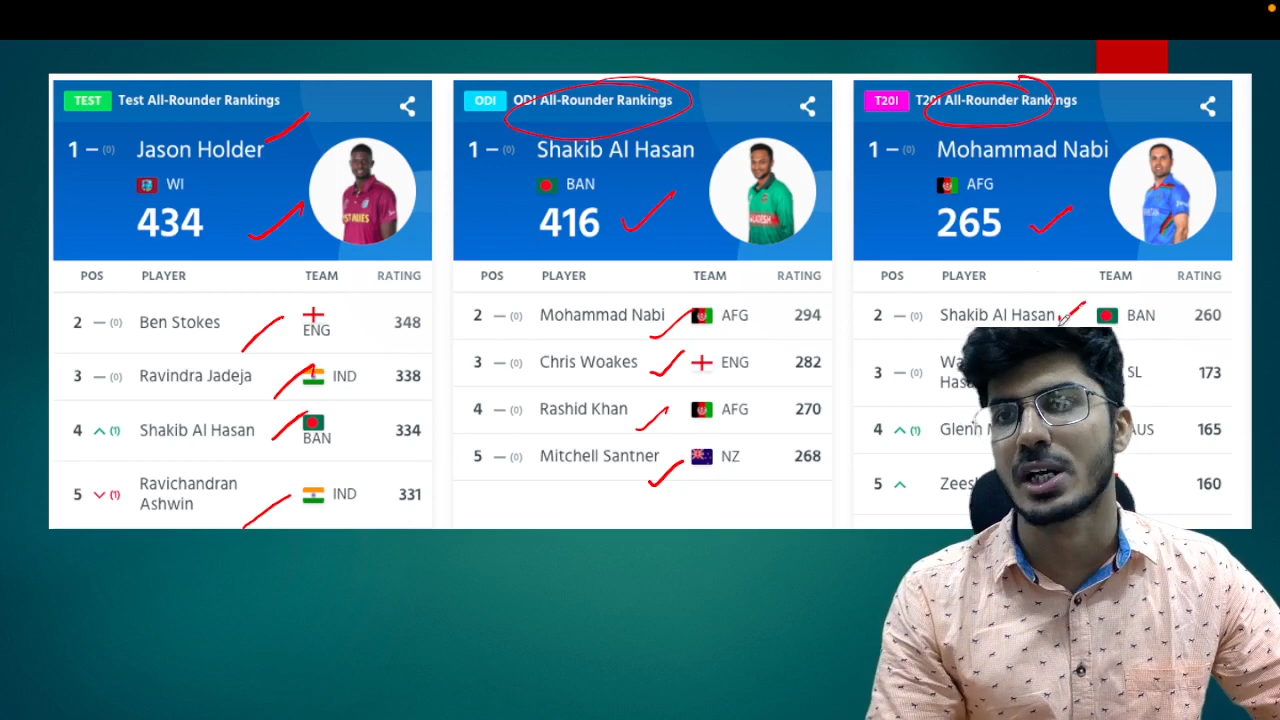 TEST Test All-Rounder Rankings
1 — (0) Jason Holder
WI
434
POS PLAYER TEAM RATING
2 — (0) Ben Stokes ENG 348
3 — (0) Ravindra Jadeja IND 338
4 (1) Shakib Al Hasan BAN 334
5 (1) Ravichandran Ashwin IND 331
ODI ODI All-Rounder Rankings
1 — (0) Shakib Al Hasan
BAN
416
POS PLAYER TEAM RATING
2 — (0) Mohammad Nabi AFG 294
3 — (0) Chris Woakes ENG 282
4 — (0) Rashid Khan AFG 270
5 — (0) Mitchell Santner NZ 268
T20I T20I All-Rounder Rankings
1 — (0) Mohammad Nabi
AFG
265
POS PLAYER TEAM RATING
2 — (0) Shakib Al Hasan BAN 260
3 — (0) SL 173
4 (1) Glenn AUS 165
5 160